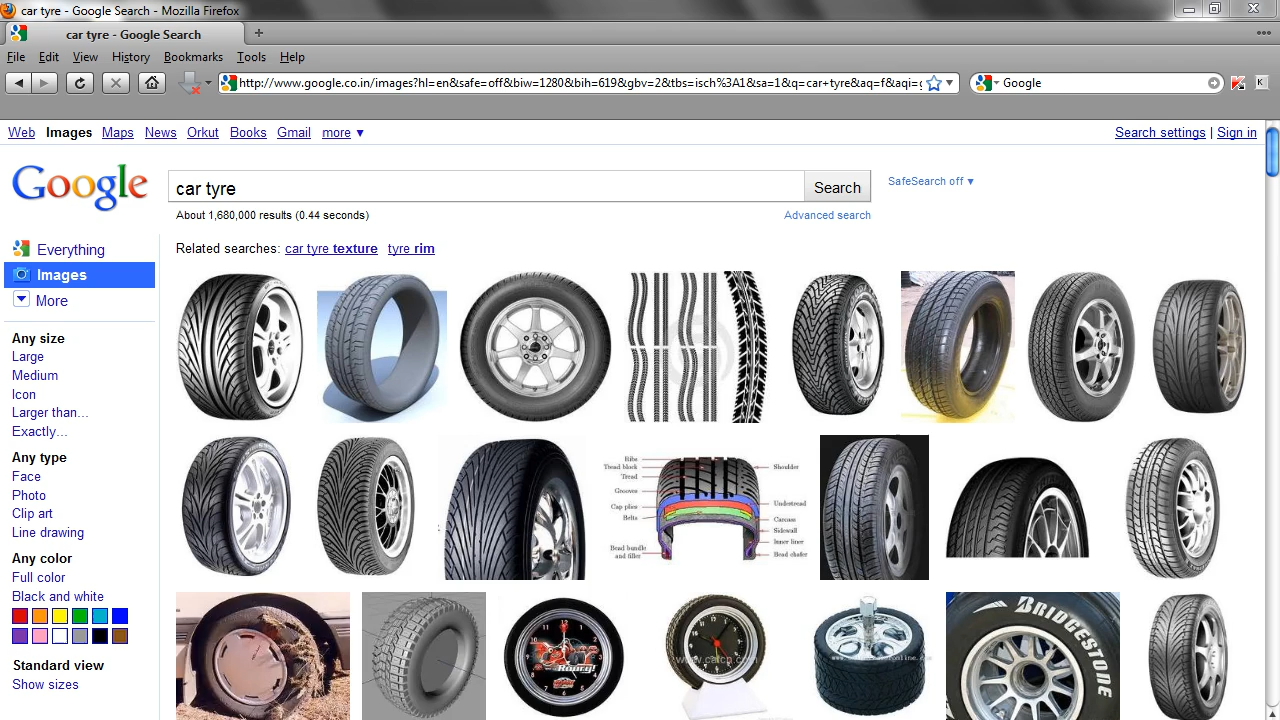 car tyre - Google Search - Mozilla Firefox
car tyre - Google Search
File Edit View History Bookmarks Tools Help
http://www.google.co.in/images?hl=en&safe=off&biw=1280&bih=619&gbv=2&tbs=isch%3A1&sa=1&q=car+tyre&aq=f&aqi=g
Google
Web Images Maps News Orkut Books Gmail more ▼
Search settings | Sign in
Google
car tyre
Search
SafeSearch off ▼
About 1,680,000 results (0.44 seconds)
Advanced search
Related searches: car tyre texture tyre rim
Everything
Images
More
Any size
Large
Medium
Icon
Larger than...
Exactly...
Any type
Face
Photo
Clip art
Line drawing
Any color
Full color
Black and white
Standard view
Show sizes
Ribs
Tread block
Tread
Grooves
Cap plies
Belts
Bead bundle
and filler
Shoulder
Undertread
Carcass
Sidewall
Inner liner
Bead chafer
BRIDGESTONE